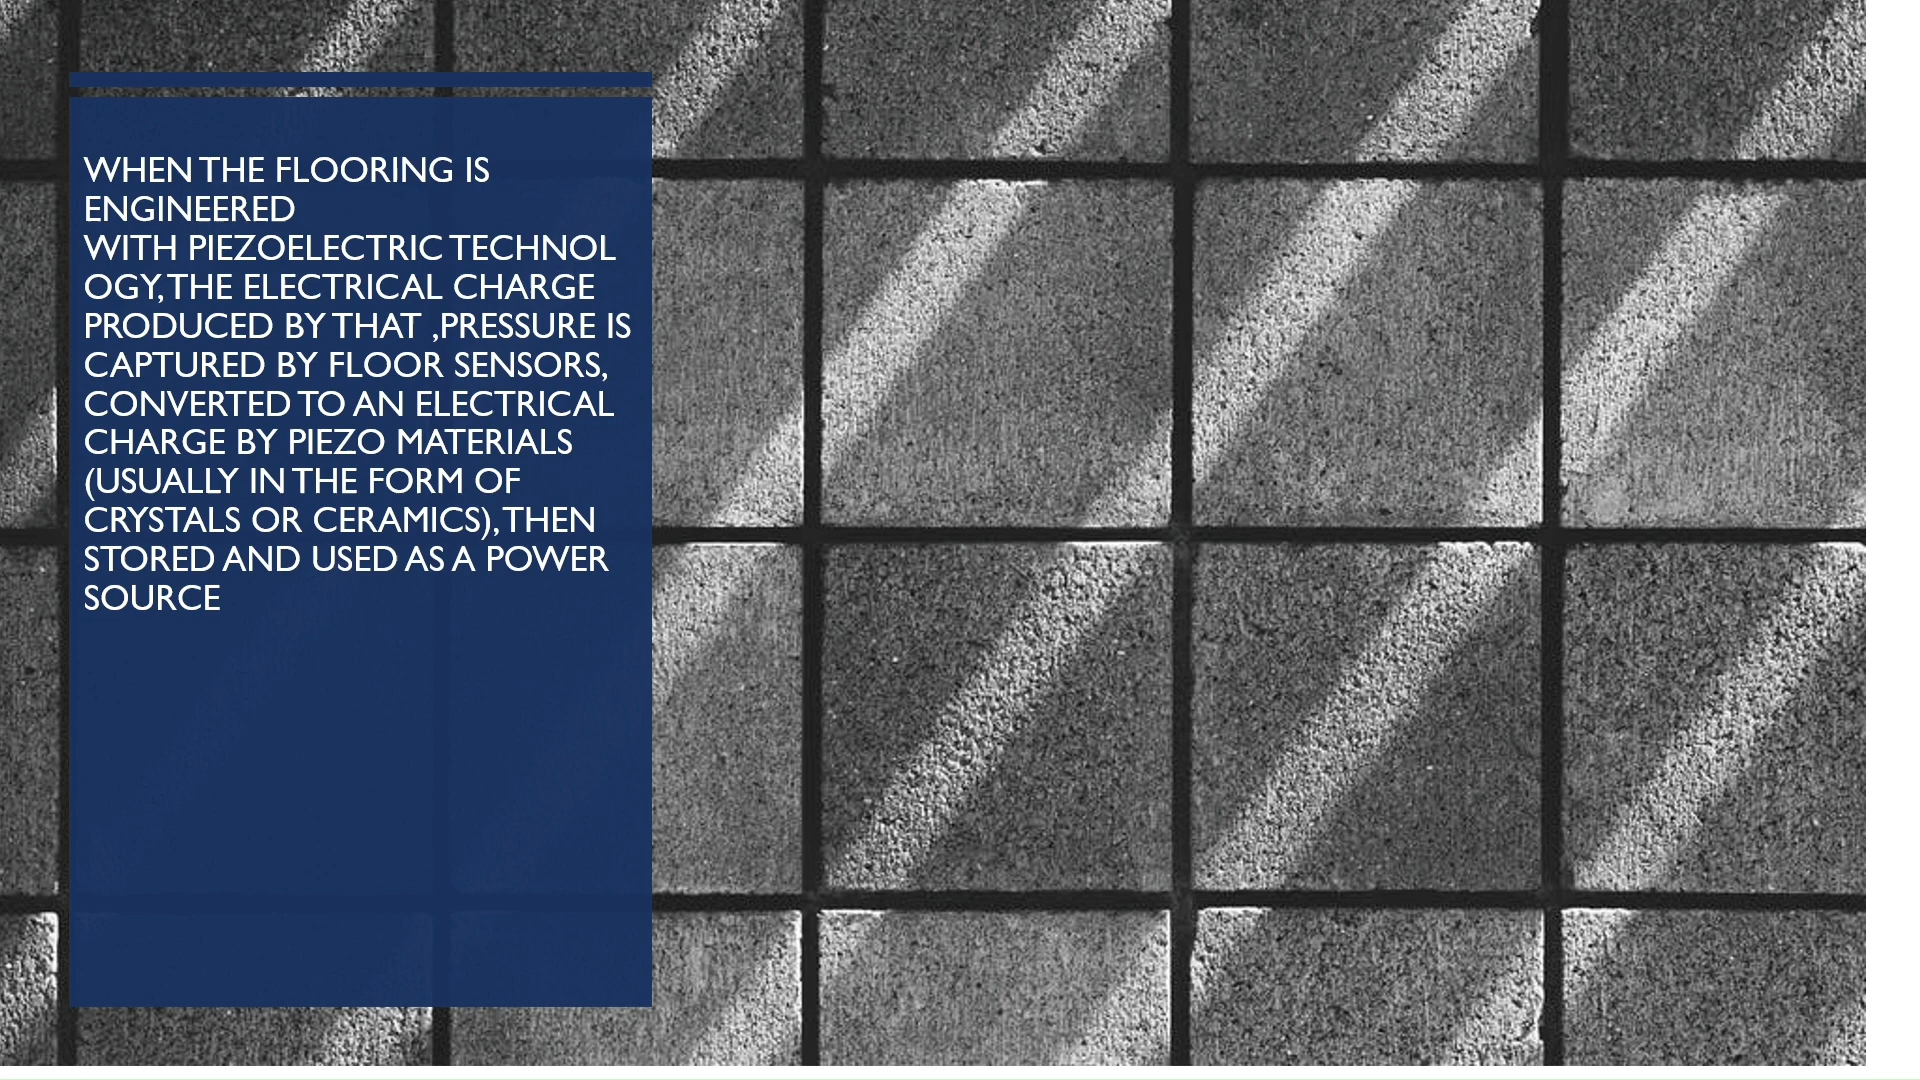 WHEN THE FLOORING IS
ENGINEERED
WITH PIEZOELECTRIC TECHNOL
OGY, THE ELECTRICAL CHARGE
PRODUCED BY THAT ,PRESSURE IS
CAPTURED BY FLOOR SENSORS,
CONVERTED TO AN ELECTRICAL
CHARGE BY PIEZO MATERIALS
(USUALLY IN THE FORM OF
CRYSTALS OR CERAMICS), THEN
STORED AND USED AS A POWER
SOURCE